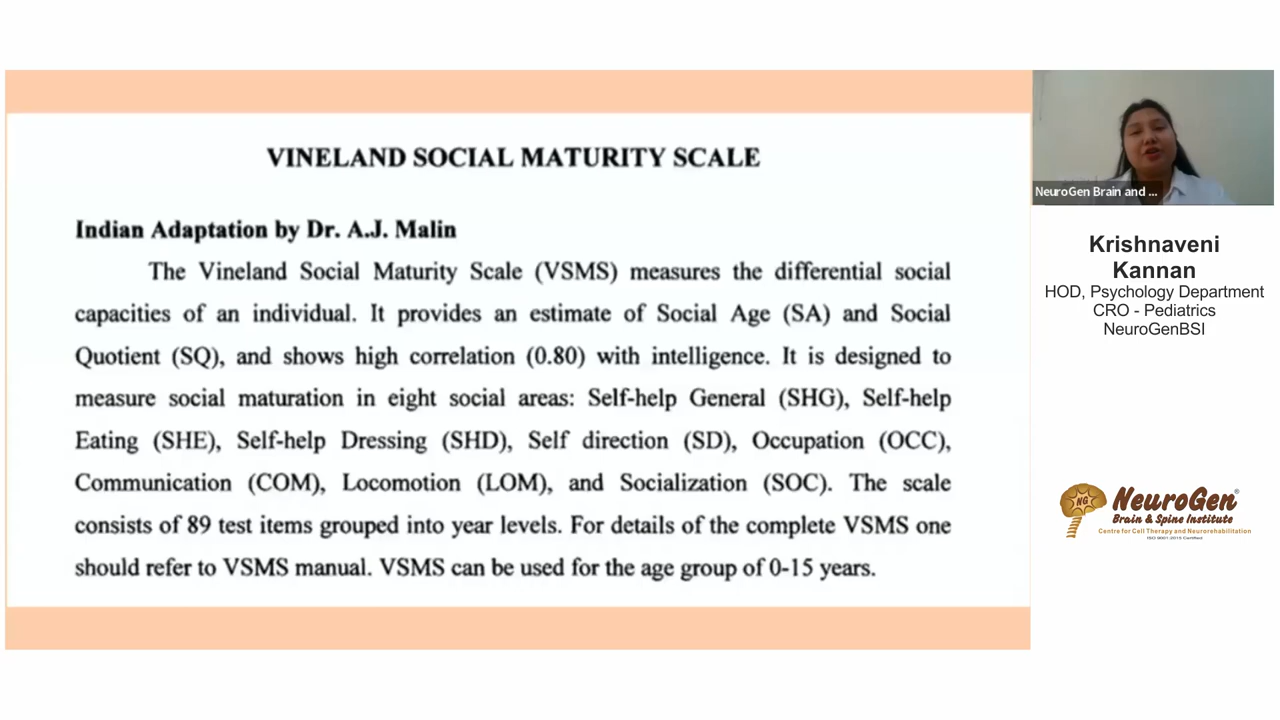 VINELAND SOCIAL MATURITY SCALE
Indian Adaptation by Dr. A.J. Malin
The Vineland Social Maturity Scale (VSMS) measures the differential social
capacities of an individual. It provides an estimate of Social Age (SA) and Social
Quotient (SQ), and shows high correlation (0.80) with intelligence. It is designed to
measure social maturation in eight social areas: Self-help General (SHG), Self-help
Eating (SHE), Self-help Dressing (SHD), Self direction (SD), Occupation (OCC),
Communication (COM), Locomotion (LOM), and Socialization (SOC). The scale
consists of 89 test items grouped into year levels. For details of the complete VSMS one
should refer to VSMS manual. VSMS can be used for the age group of 0-15 years.
NeuroGen Brain and ...
Krishnaveni
Kannan
HOD, Psychology Department
CRO - Pediatrics
NeuroGenBSI
NG
NeuroGen®
Brain & Spine Institute
Centre for Cell Therapy and Neurorehabilitation